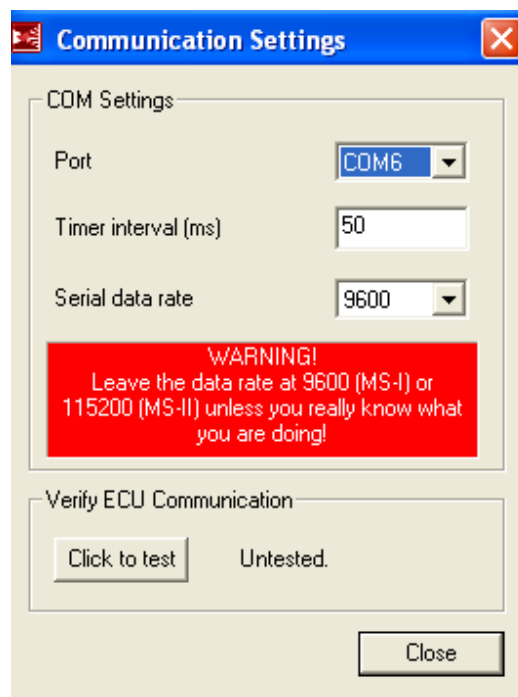 Communication Settings
COM Settings
Port
COM6
Timer interval (ms)
50
Serial data rate
9600
WARNING!
Leave the data rate at 9600 (MS-I) or
115200 (MS-II) unless you really know what
you are doing!
Verify ECU Communication
Click to test
Untested.
Close